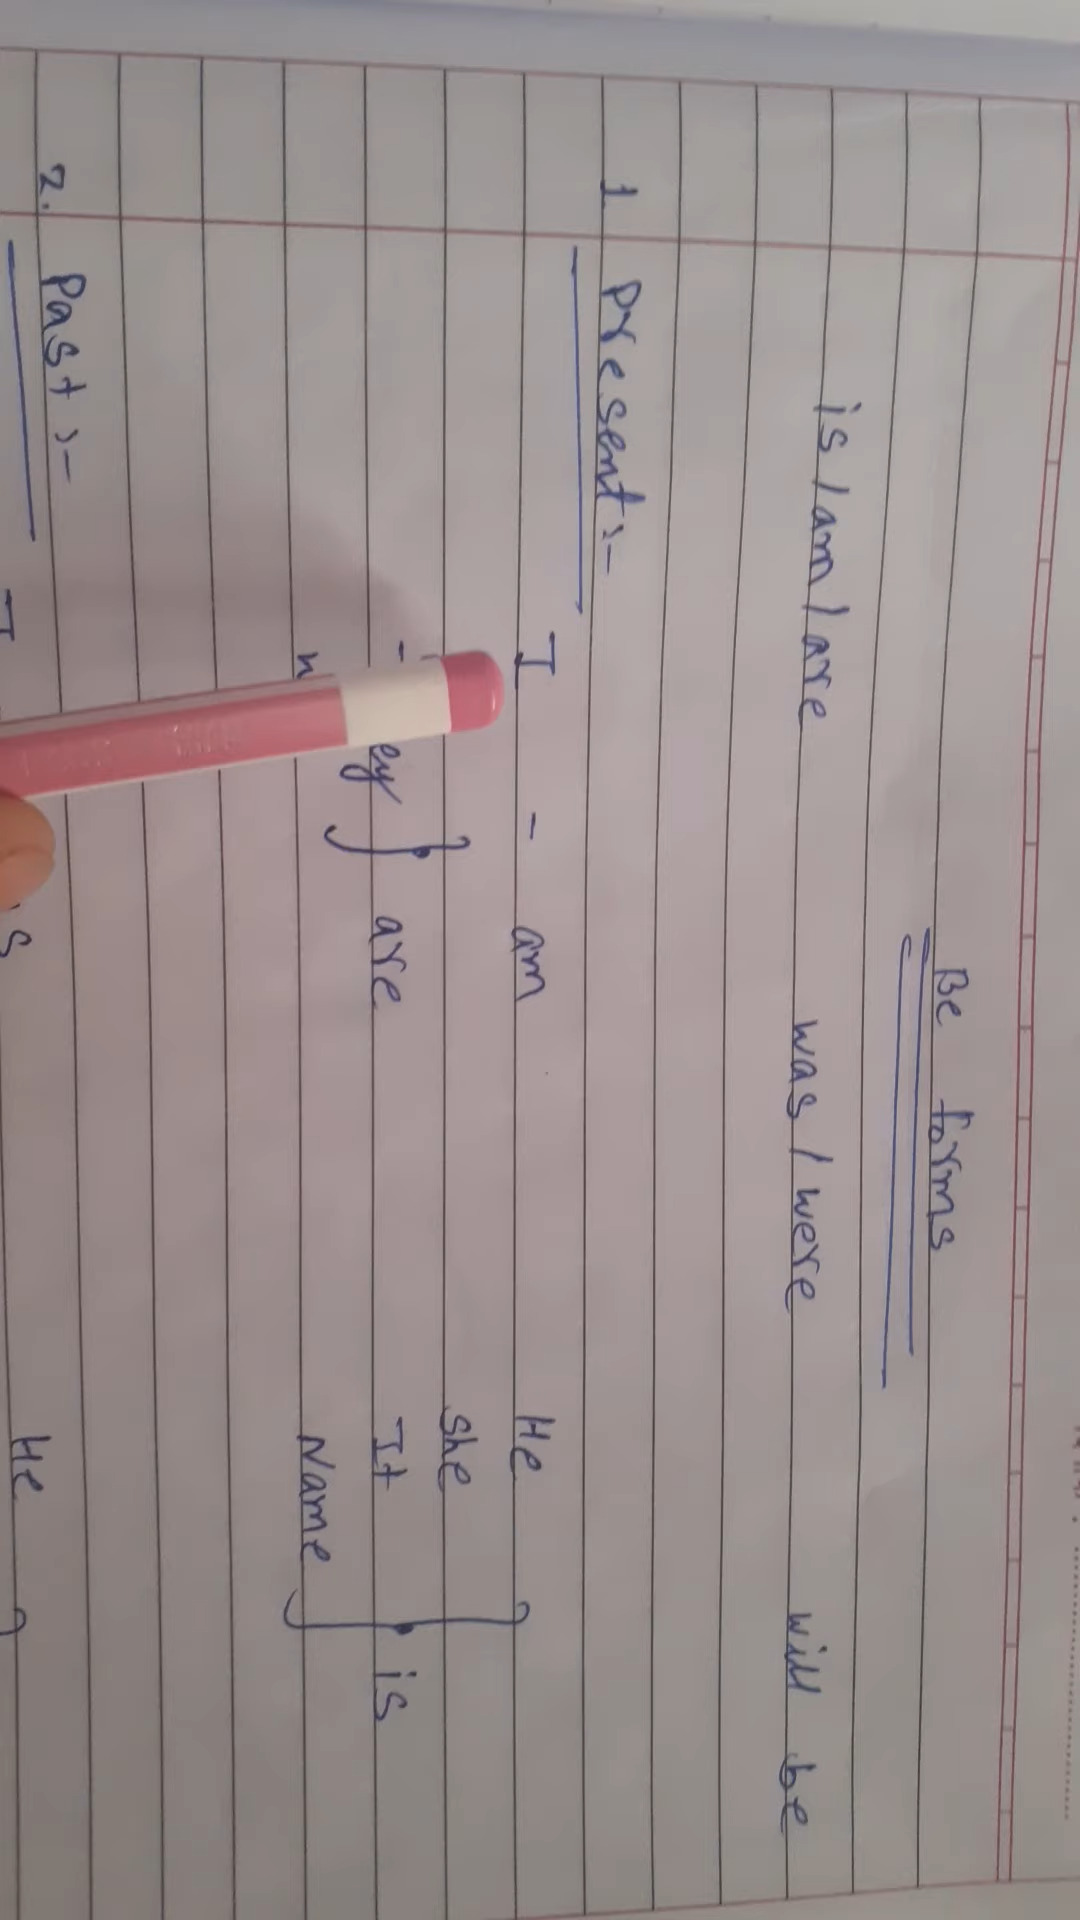 Be forms
is / am / are was / were will be
1 Present :-
I - am He
She
ey } are It } is
Name
2. Past :-
I He